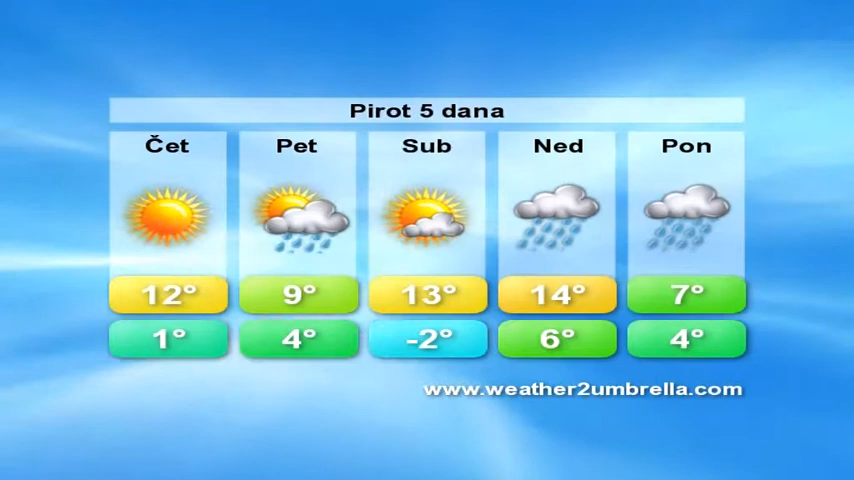 Pirot 5 dana
Čet Pet Sub Ned Pon
12° 9° 13° 14° 7°
1° 4° -2° 6° 4°
www.weather2umbrella.com